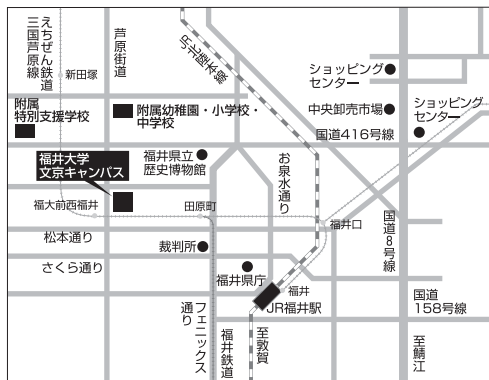 えちぜん鉄道
三国芦原線
芦原街道
JR北陸本線
新田塚
ショッピング
センター
附属
特別支援学校
附属幼稚園・小学校・
中学校
中央卸売市場
ショッピング
センター
国道416号線
福井大学
文京キャンパス
福井県立
歴史博物館
お泉水通り
福大前西福井
田原町
福井口
国道8号線
松本通り
裁判所
さくら通り
福井県庁
福井
JR福井駅
国道
158号線
フェニックス
通り
福井鉄道
至敦賀
至鯖江